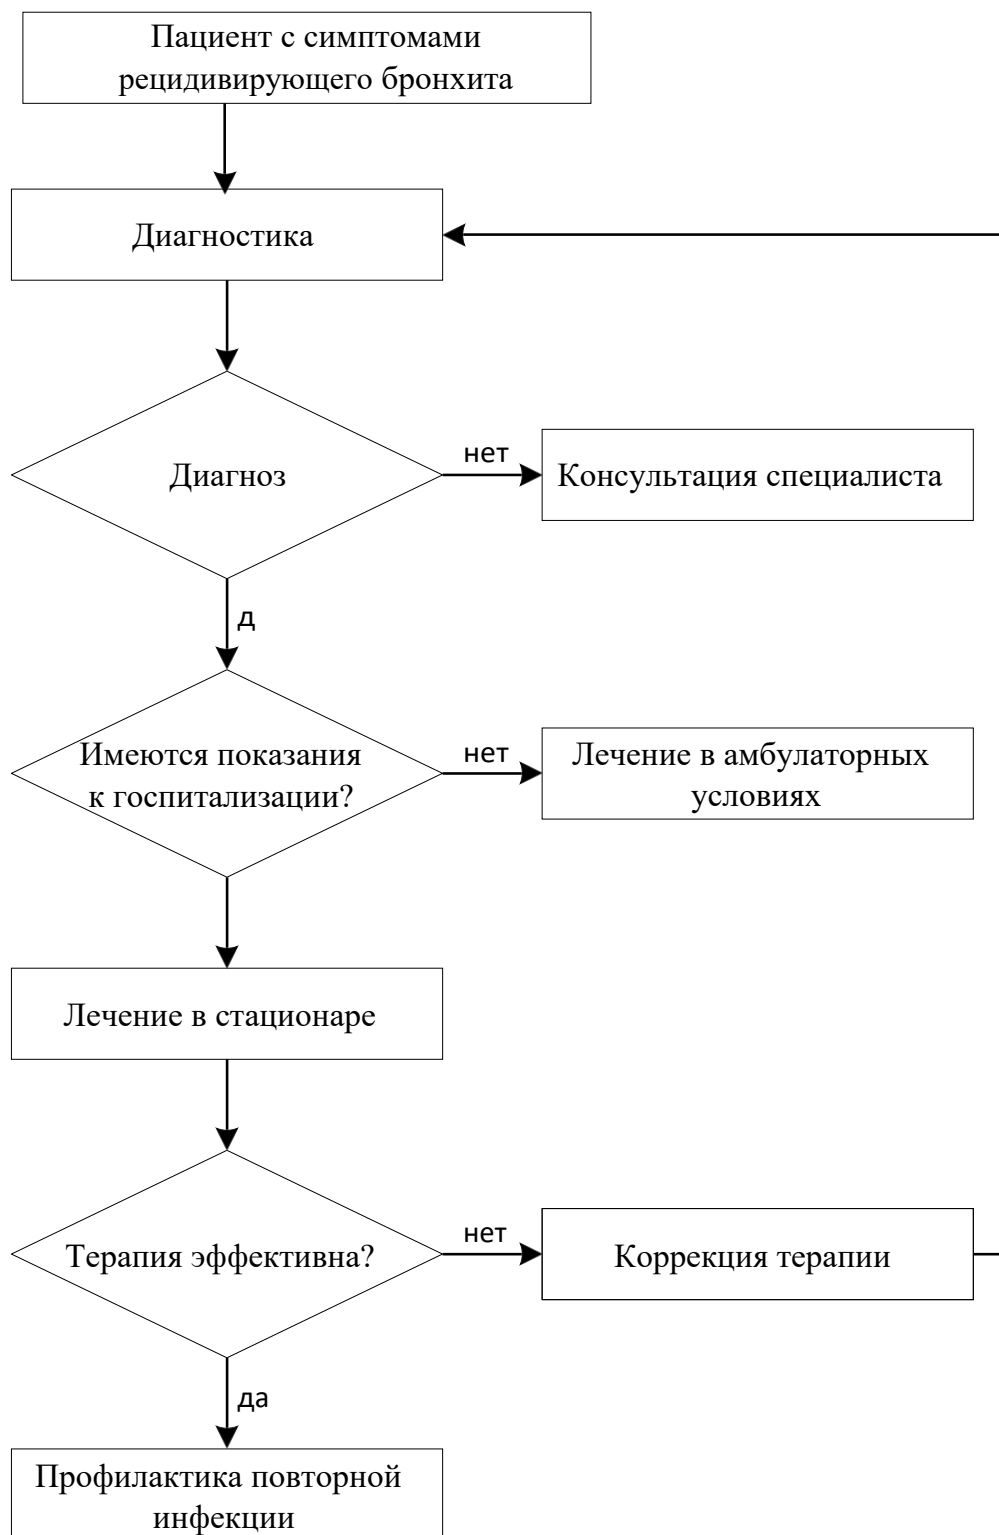 Пациент с симптомами
рецидивирующего бронхита
Диагностика
Диагноз
нет
Консультация специалиста
д
Имеются показания
к госпитализации?
нет
Лечение в амбулаторных
условиях
Лечение в стационаре
Терапия эффективна?
нет
Коррекция терапии
да
Профилактика повторной
инфекции